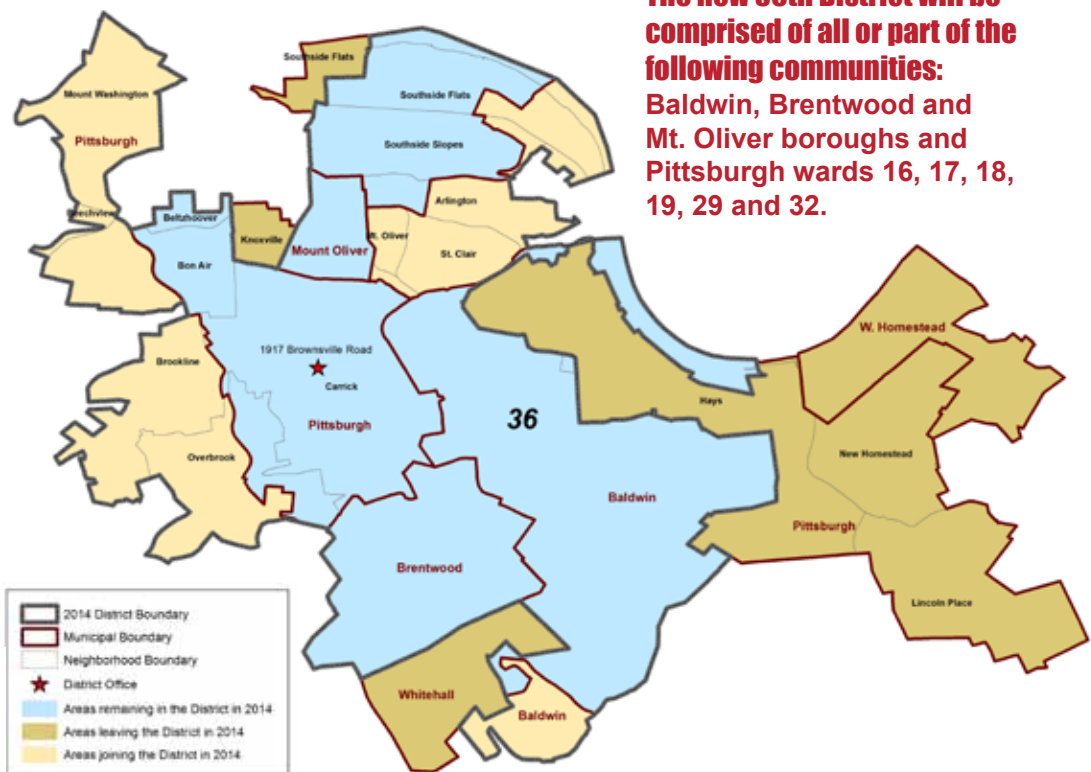 comprised of all or part of the
following communities:
Baldwin, Brentwood and
Mt. Oliver boroughs and
Pittsburgh wards 16, 17, 18,
19, 29 and 32.
Southside Flats
Mount Washington
Southside Flats
Pittsburgh
Southside Slopes
Arlington
Beechview
Beltzhoover
Knoxville
Mt. Oliver
Mount Oliver
St. Clair
Bon Air
W. Homestead
1917 Brownsville Road
Brookline
Carrick
Hays
36
Pittsburgh
Overbrook
New Homestead
Baldwin
Pittsburgh
Brentwood
Lincoln Place
Whitehall
Baldwin
2014 District Boundary
Municipal Boundary
Neighborhood Boundary
District Office
Areas remaining in the District in 2014
Areas leaving the District in 2014
Areas joining the District in 2014